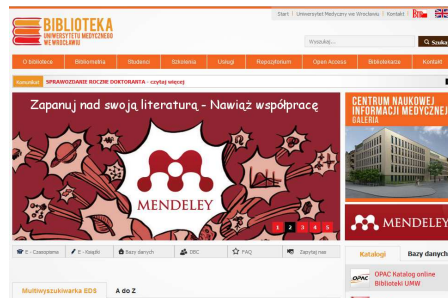 Start | Uniwersytet Medyczny we Wrocławiu | Kontakt |
BIBLIOTEKA
UNIWERSYTETU MEDYCZNEGO
WE WROCŁAWIU
Wyszukaj...
Szuka
O bibliotece Bibliometria Studenci Szkolenia Usługi Repozytorium Open Access Bibliotekarze Kontakt
Komunikat SPRAWOZDANIE ROCZNE DOKTORANTA - czytaj więcej
Zapanuj nad swoją literaturą - Nawiąż współpracę
MENDELEY
1 2 3 4 5
CENTRUM NAUKOWEJ
INFORMACJI MEDYCZNEJ
GALERIA
MENDELEY
E - Czasopisma E - Książki Bazy danych DBC FAQ Zapytaj nas
Katalogi Bazy danych
OPAC OPAC Katalog online
Biblioteki UMW
Multiwyszukiwarka EDS A do Z